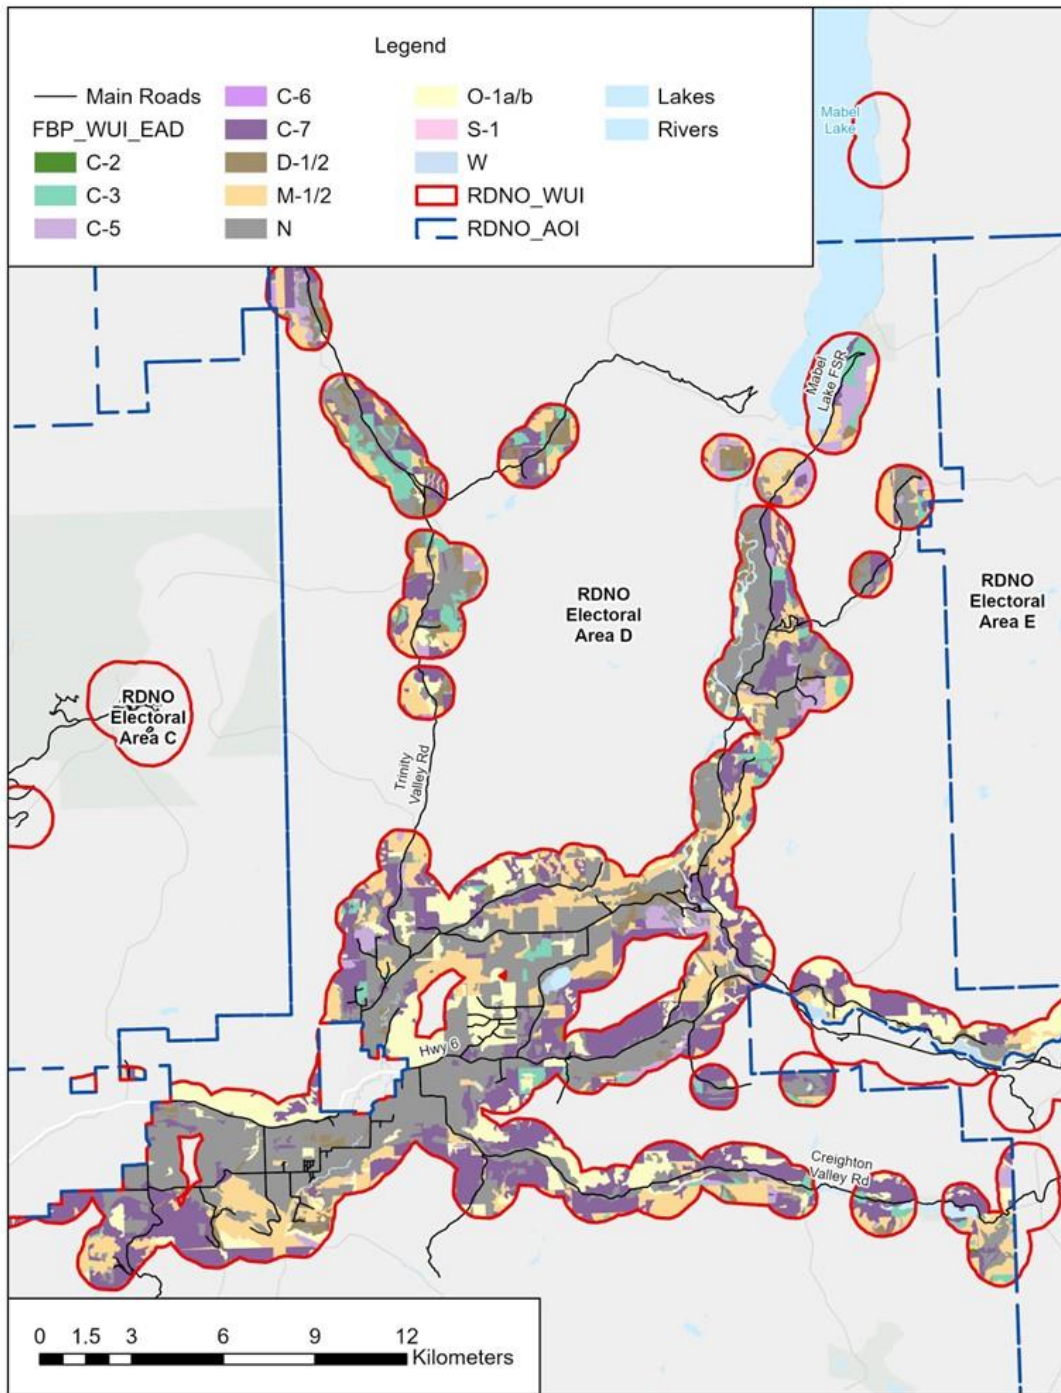 Legend
Main Roads
FBP_WUI_EAD
C-2
C-3
C-5
C-6
C-7
D-1/2
M-1/2
N
O-1a/b
S-1
W
RDNO_WUI
RDNO_AOI
Lakes
Rivers
Mabel
Lake
Mabel
Lake FSR
RDNO
Electoral
Area D
RDNO
Electoral
Area E
RDNO
Electoral
Area C
Trinity
Valley Rd
Hwy 6
Creighton
Valley Rd
0 1.5 3 6 9 12
Kilometers